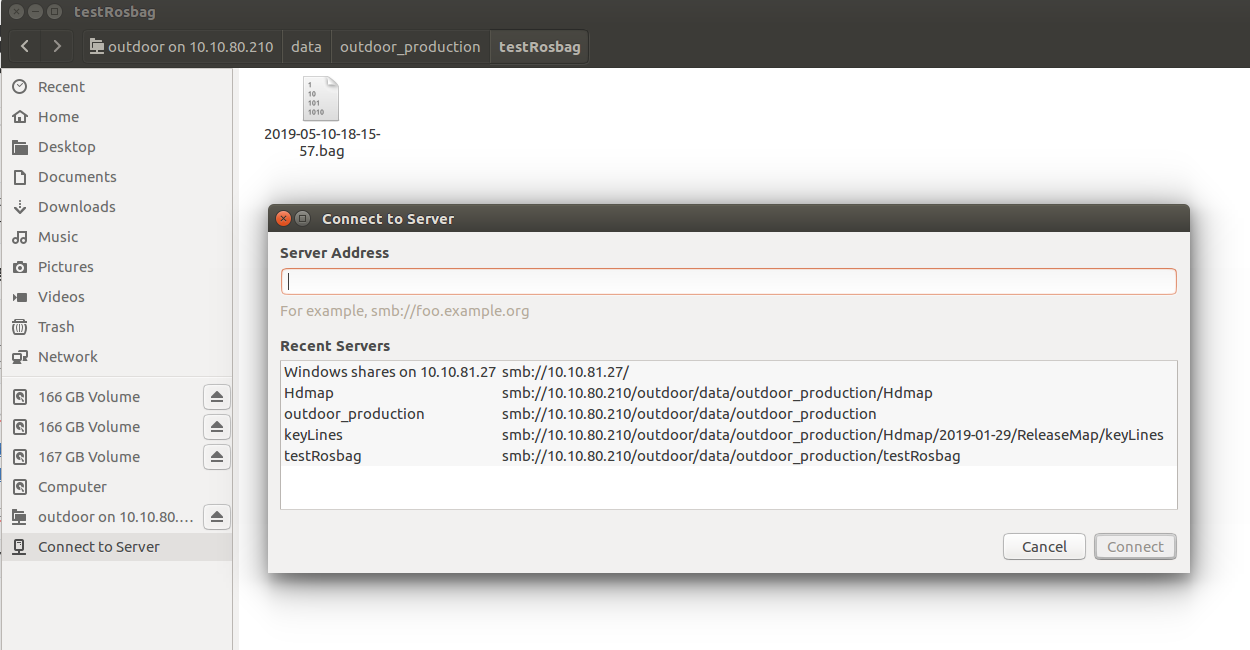 testRosbag
outdoor on 10.10.80.210 data outdoor_production testRosbag
Recent
Home
Desktop
Documents
Downloads
Music
Pictures
Videos
Trash
Network
166 GB Volume
166 GB Volume
167 GB Volume
Computer
outdoor on 10.10.80....
Connect to Server
1
10
101
1010
2019-05-10-18-15-
57.bag
Connect to Server
Server Address
For example, smb://foo.example.org
Recent Servers
Windows shares on 10.10.81.27 smb://10.10.81.27/
Hdmap smb://10.10.80.210/outdoor/data/outdoor_production/Hdmap
outdoor_production smb://10.10.80.210/outdoor/data/outdoor_production
keyLines smb://10.10.80.210/outdoor/data/outdoor_production/Hdmap/2019-01-29/ReleaseMap/keyLines
testRosbag smb://10.10.80.210/outdoor/data/outdoor_production/testRosbag
Cancel Connect